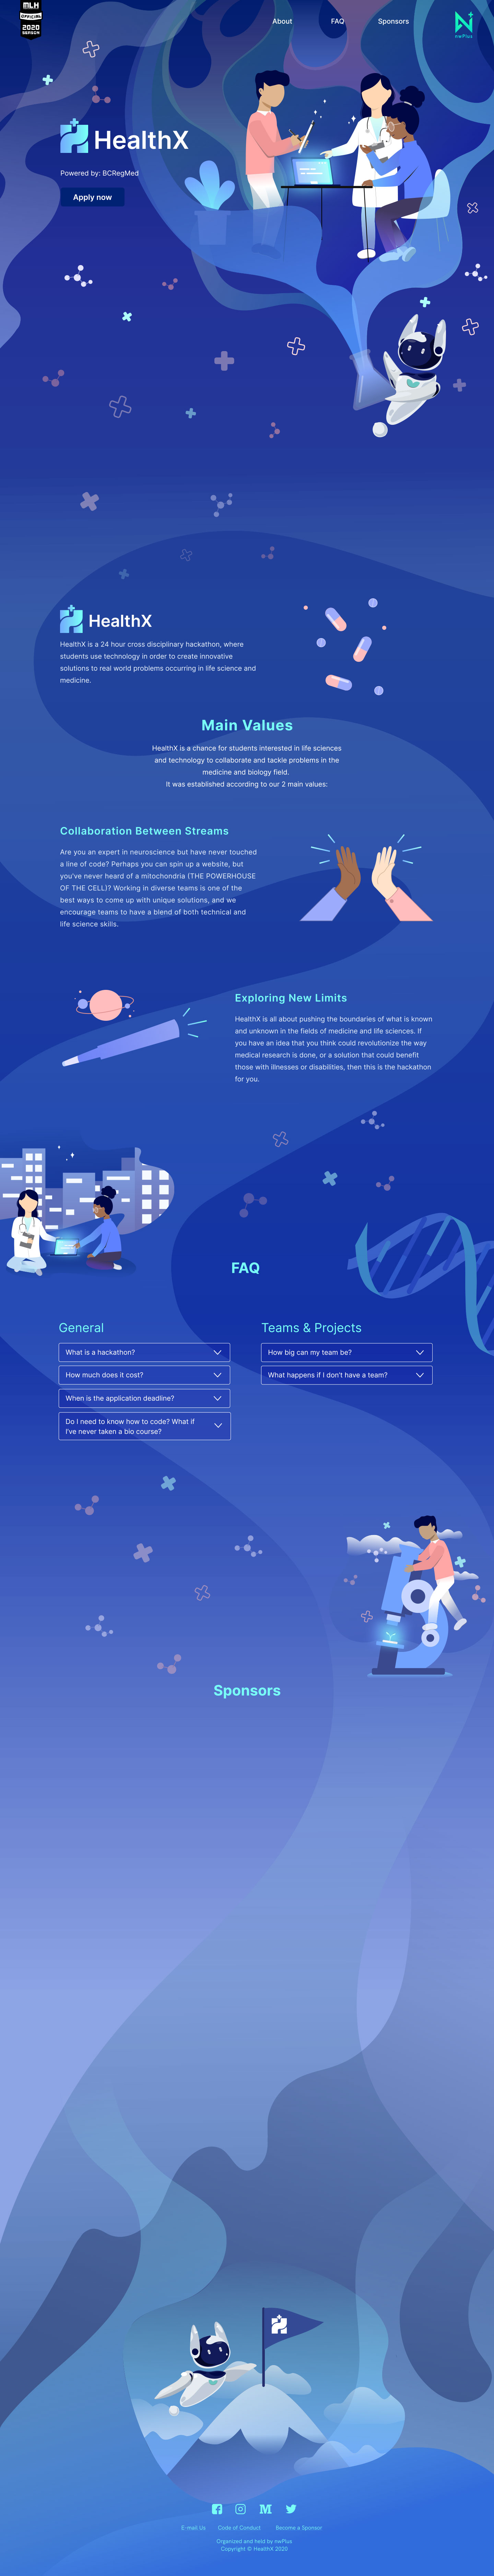 MLH
OFFICIAL
2020
SEASON
About
FAQ
Sponsors
nwPlus
HealthX
Powered by: BCRegMed
Apply now
HealthX
HealthX is a 24 hour cross disciplinary hackathon, where
students use technology in order to create innovative
solutions to real world problems occurring in life science and
medicine.
Main Values
HealthX is a chance for students interested in life sciences
and technology to collaborate and tackle problems in the
medicine and biology field.
It was established according to our 2 main values:
Collaboration Between Streams
Are you an expert in neuroscience but have never touched
a line of code? Perhaps you can spin up a website, but
you've never heard of a mitochondria (THE POWERHOUSE
OF THE CELL)? Working in diverse teams is one of the
best ways to come up with unique solutions, and we
encourage teams to have a blend of both technical and
life science skills.
Exploring New Limits
HealthX is all about pushing the boundaries of what is known
and unknown in the fields of medicine and life sciences. If
you have an idea that you think could revolutionize the way
medical research is done, or a solution that could benefit
those with illnesses or disabilities, then this is the hackathon
for you.
FAQ
General
What is a hackathon?
How much does it cost?
When is the application deadline?
Do I need to know how to code? What if
I've never taken a bio course?
Teams & Projects
How big can my team be?
What happens if I don't have a team?
Sponsors
E-mail Us
Code of Conduct
Become a Sponsor
Organized and held by nwPlus
Copyright © HealthX 2020